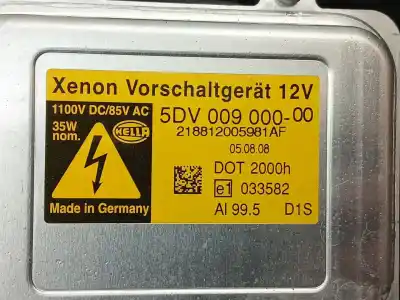 Xenon Vorschaltgerät 12V
1100V DC/85V AC
35W nom.
HELLA
5DV 009 000-00
218812005981AF
05.08.08
DOT 2000h
e1 033582
Made in Germany
Al 99.5 D1S